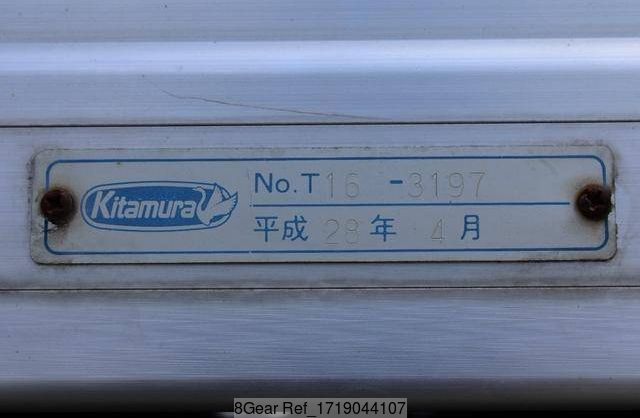 Kitamura
No.T16 -3197
平成 28 年 4 月
8Gear Ref_1719044107